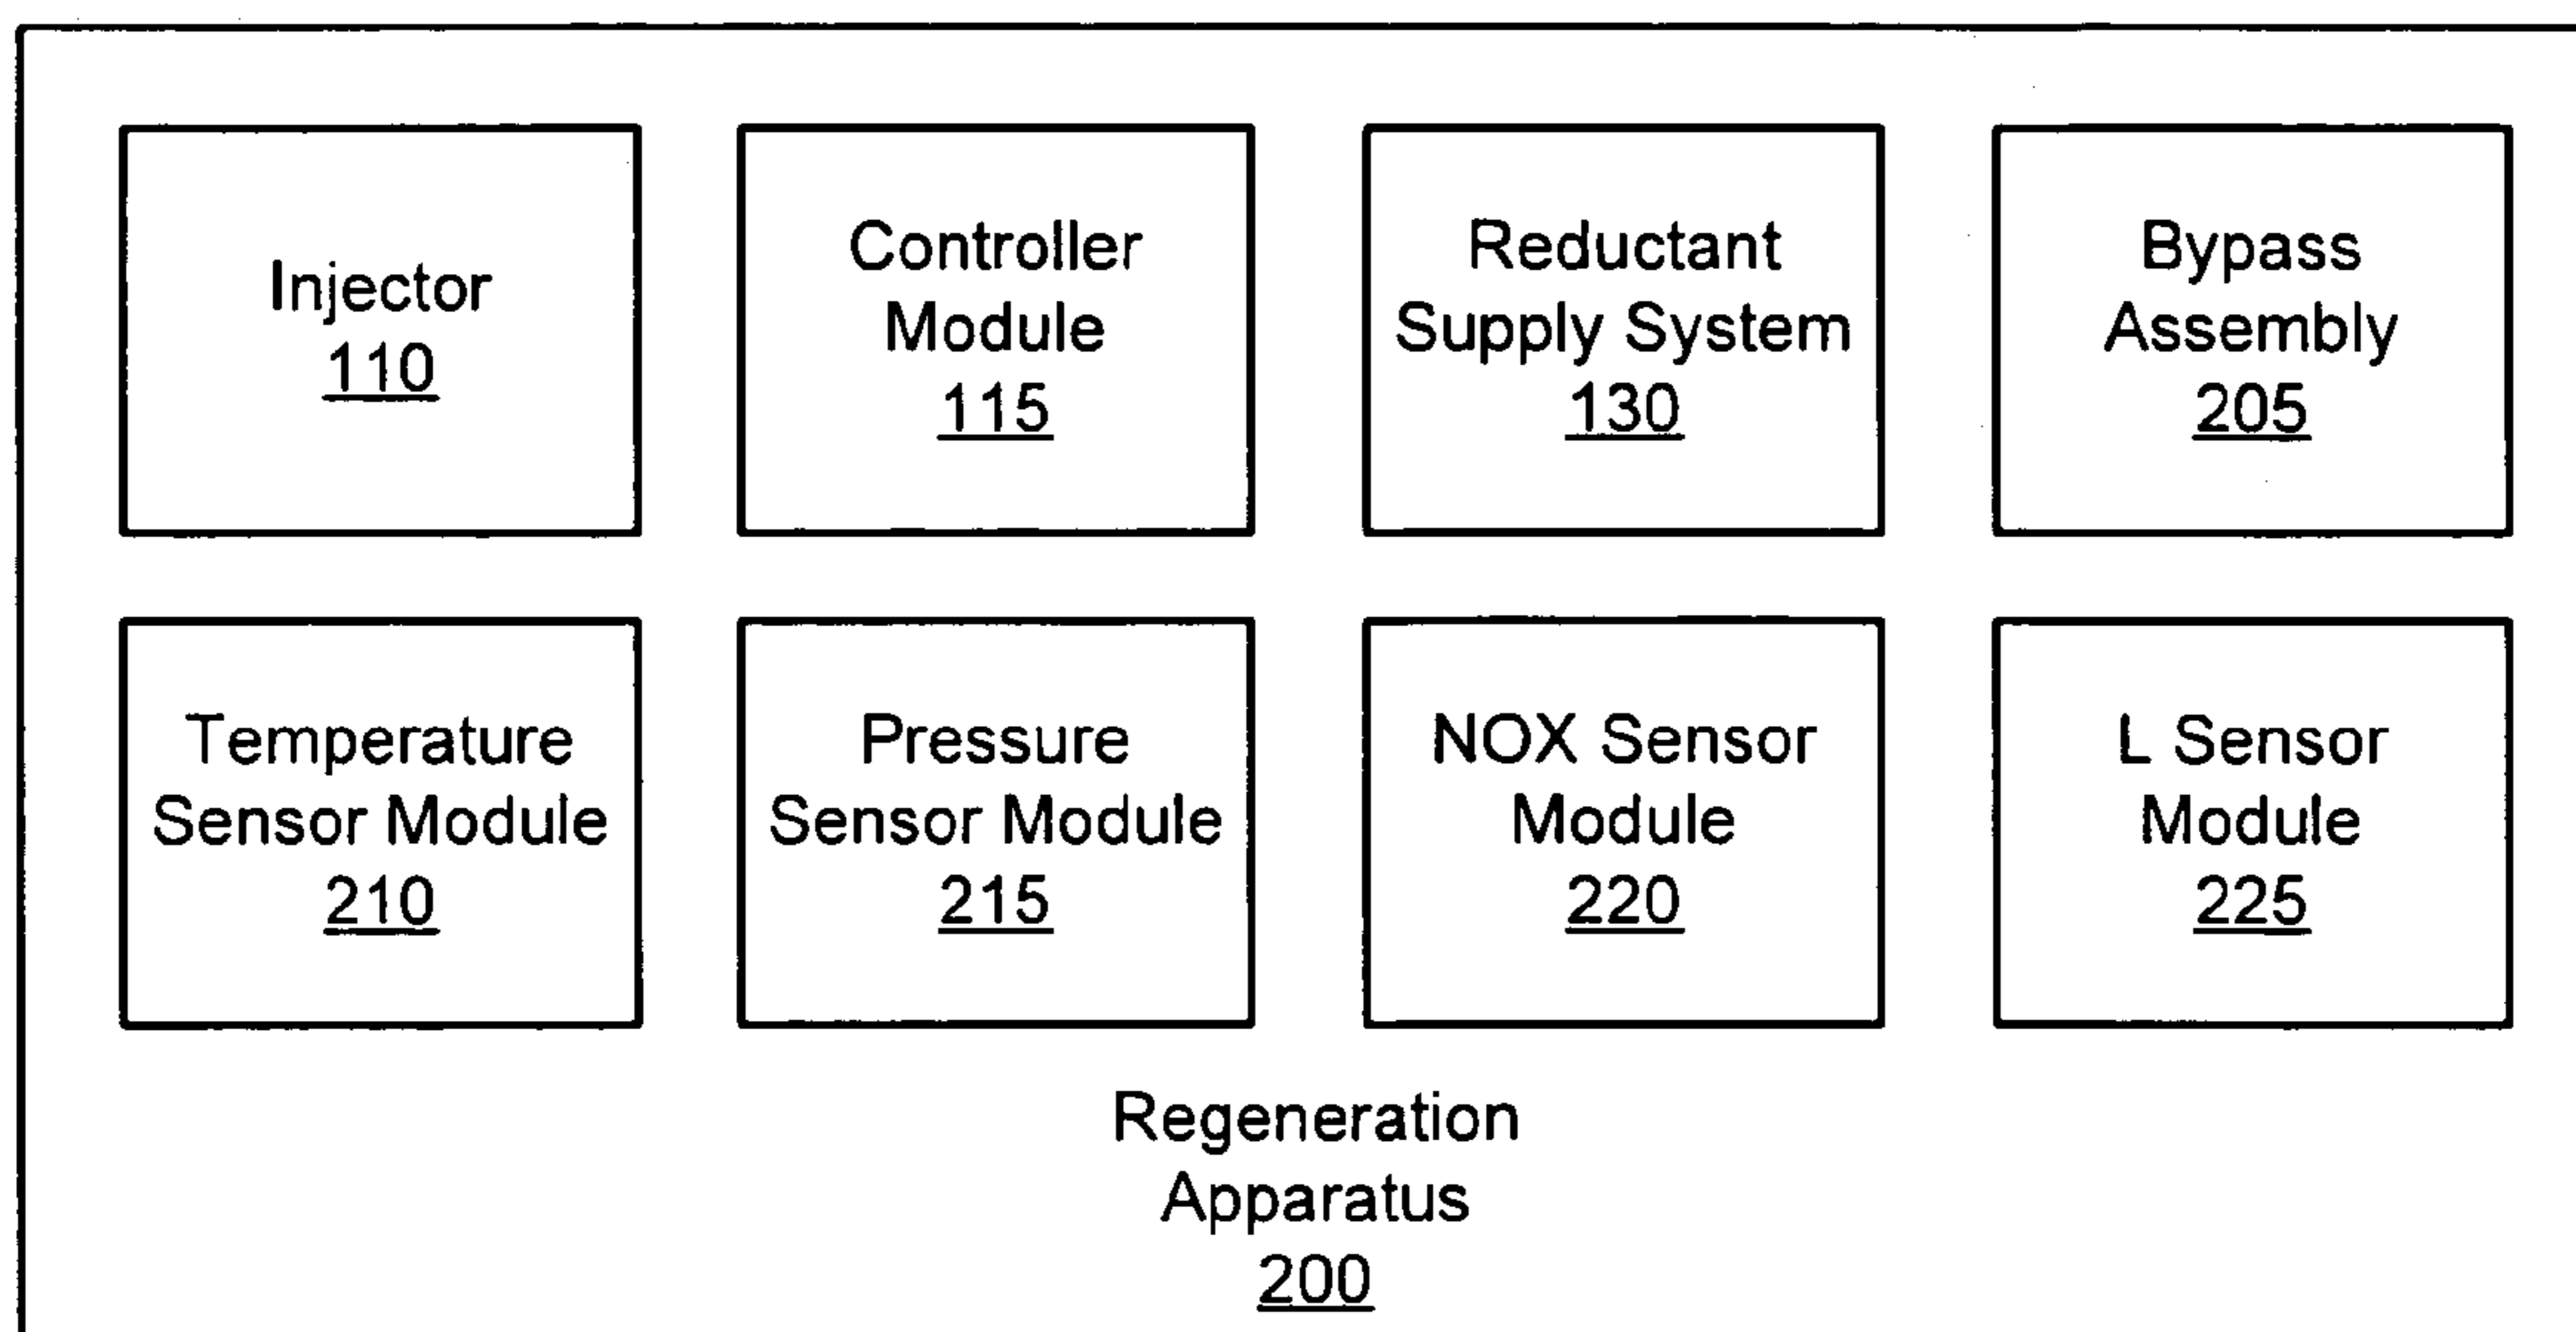 Injector
110
Controller
Module
115
Reductant
Supply System
130
Bypass
Assembly
205
Temperature
Sensor Module
210
Pressure
Sensor Module
215
NOX Sensor
Module
220
L Sensor
Module
225
Regeneration
Apparatus
200